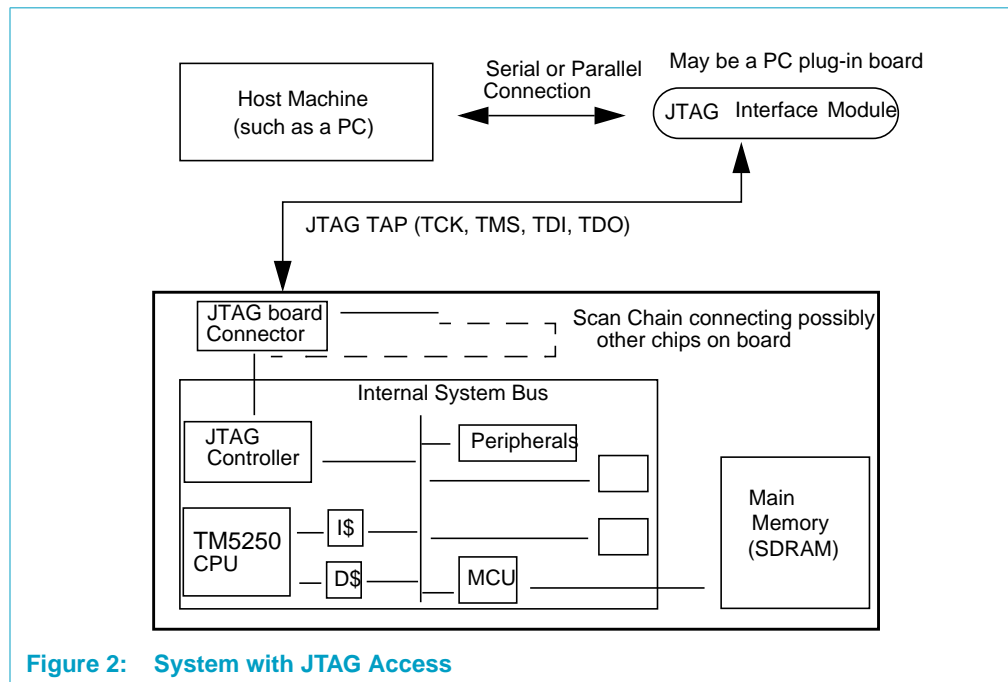 Host Machine
(such as a PC)
Serial or Parallel
Connection
May be a PC plug-in board
JTAG Interface Module
JTAG TAP (TCK, TMS, TDI, TDO)
JTAG board
Connector
Scan Chain connecting possibly
other chips on board
Internal System Bus
JTAG
Controller
Peripherals
TM5250
CPU
I$
D$
MCU
Main
Memory
(SDRAM)
Figure 2: System with JTAG Access